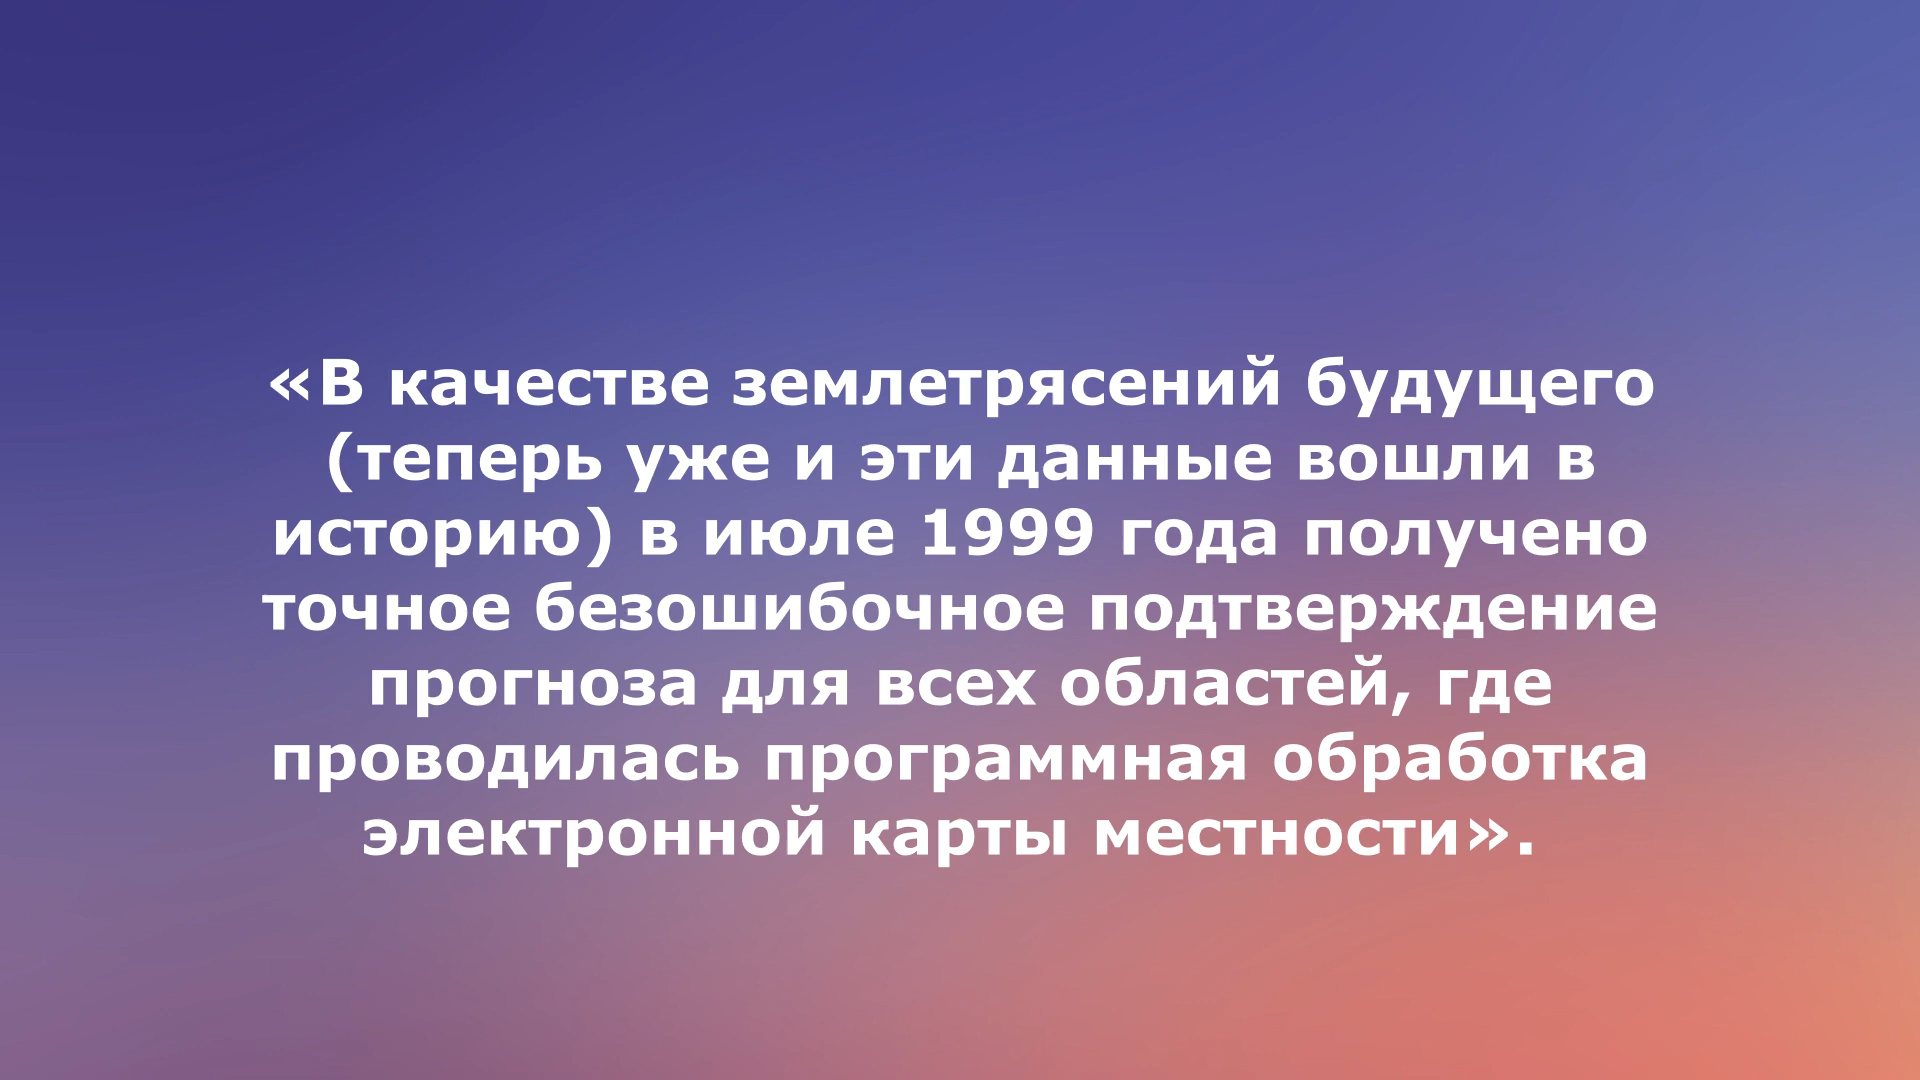 «В качестве землетрясений будущего
(теперь уже и эти данные вошли в
историю) в июле 1999 года получено
точное безошибочное подтверждение
прогноза для всех областей, где
проводилась программная обработка
электронной карты местности».